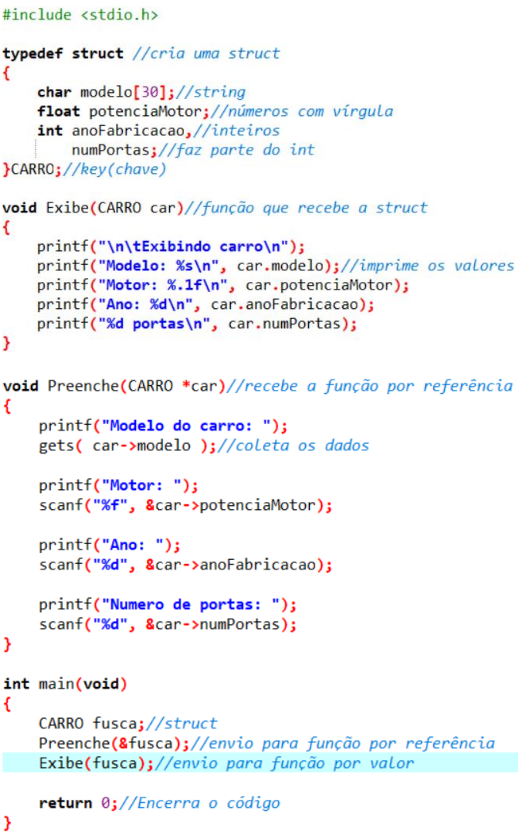 #include <stdio.h>
typedef struct //cria uma struct
{
char modelo[30];//string
float potenciaMotor;//números com vírgula
int anoFabricacao,//inteiros
numPortas;//faz parte do int
}CARRO;//key(chave)
void Exibe(CARRO car)//função que recebe a struct
{
printf("\n\tExibindo carro\n");
printf("Modelo: %s\n", car.modelo);//imprime os valores
printf("Motor: %.1f\n", car.potenciaMotor);
printf("Ano: %d\n", car.anoFabricacao);
printf("%d portas\n", car.numPortas);
}
void Preenche(CARRO *car)//recebe a função por referência
{
printf("Modelo do carro: ");
gets( car->modelo );//coleta os dados
printf("Motor: ");
scanf("%f", &car->potenciaMotor);
printf("Ano: ");
scanf("%d", &car->anoFabricacao);
printf("Numero de portas: ");
scanf("%d", &car->numPortas);
}
int main(void)
{
CARRO fusca;//struct
Preenche(&fusca);//envio para função por referência
Exibe(fusca);//envio para função por valor
return 0;//Encerra o código
}